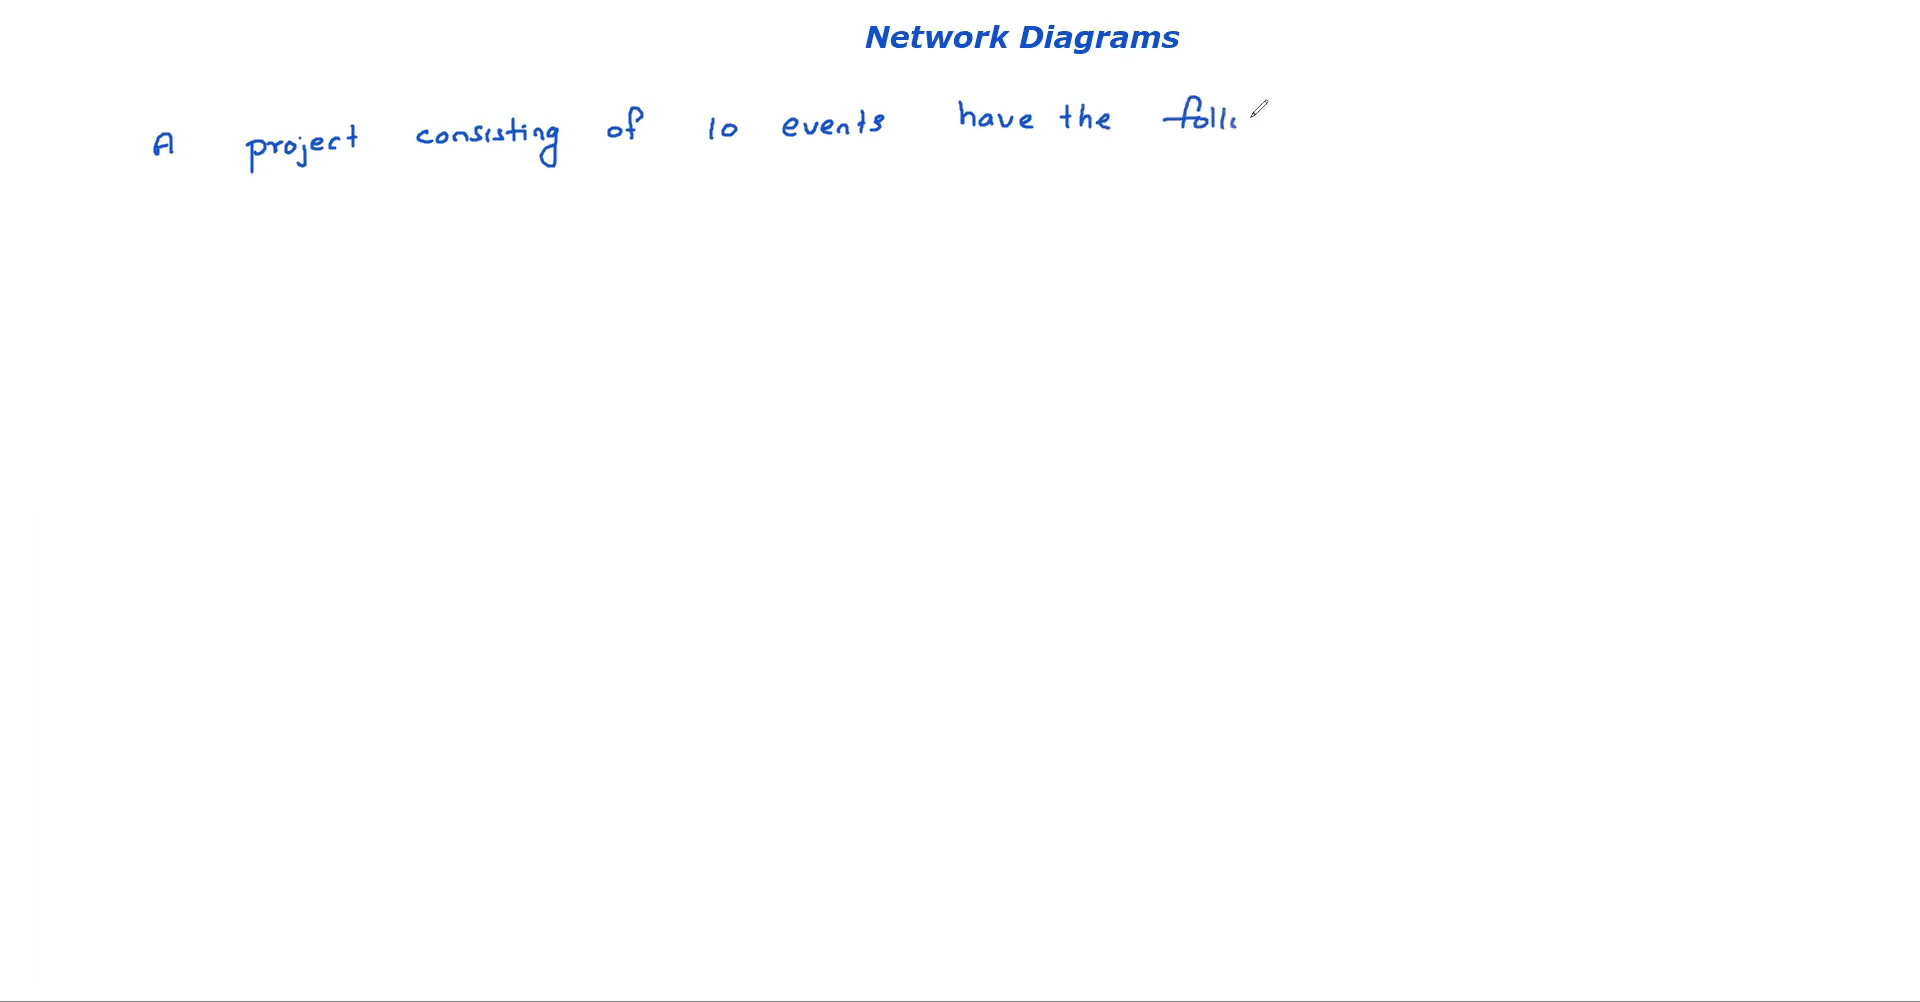 Network Diagrams
A project consisting of 10 events have the